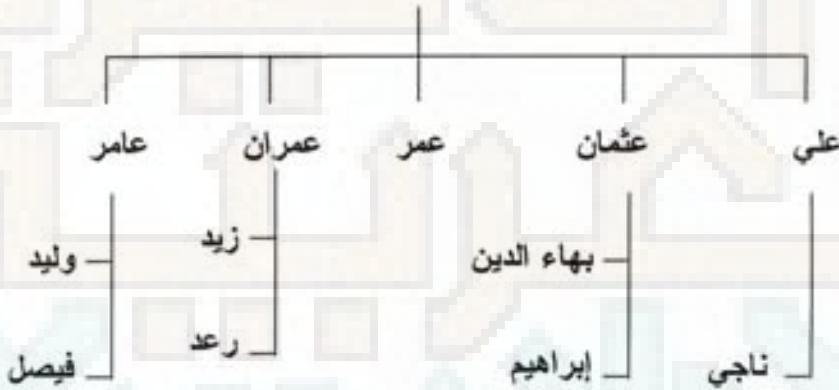 علي عثمان عمر عمران عامر
زيد
بهاء الدين وليد
رعد
ناجي إبراهيم فيصل